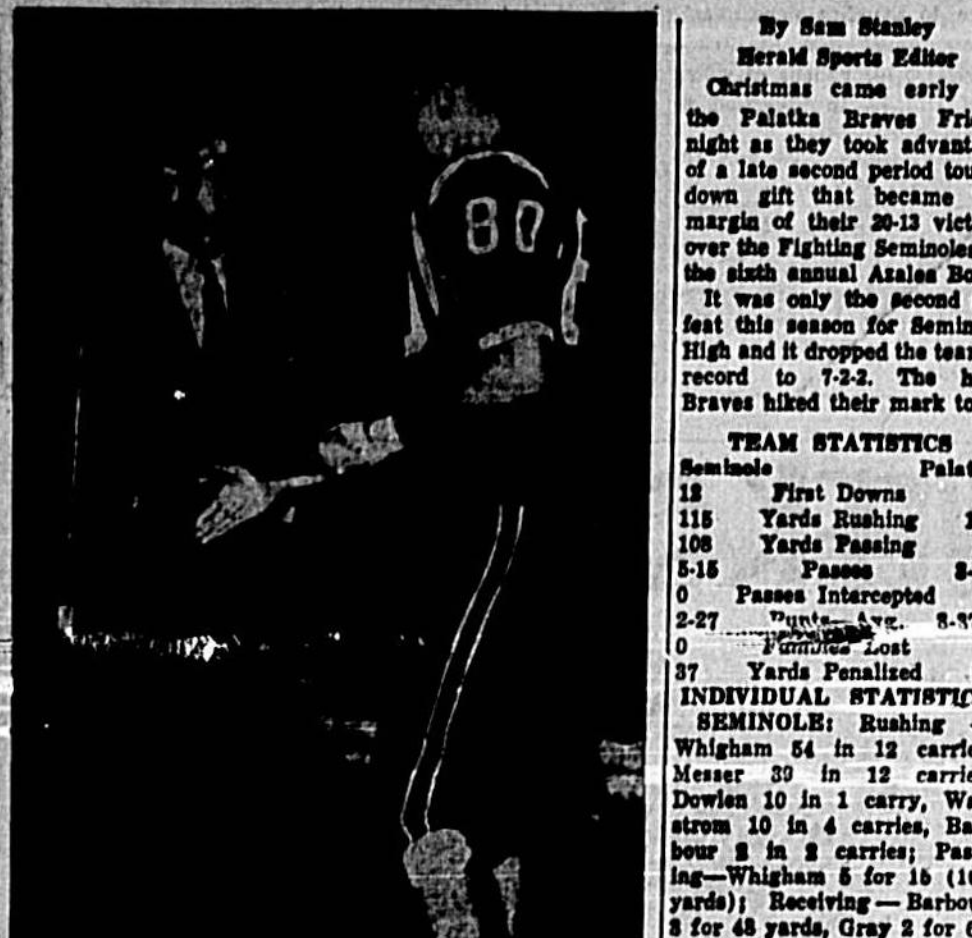 80
By Sam Stanley
Herald Sports Editor
Christmas came early
the Palatka Braves Fri
night as they took advant
of a late second period tou
down gift that became
margin of their 20-13 vict
over the Fighting Seminoles
the sixth annual Azalea Bo
It was only the second
feat this season for Semin
High and it dropped the team
record to 7-2-2. The h
Braves hiked their mark to
TEAM STATISTICS
Seminole Palat
12 First Downs
115 Yards Rushing
108 Yards Passing
5-15 Passes
0 Passes Intercepted
2-27 Punts—Avg.
0 Fumbles Lost
37 Yards Penalized
INDIVIDUAL STATISTIC
SEMINOLE: Rushing
Whigham 54 in 12 carrie
Messer 39 in 12 carrie
Dowlen 10 in 1 carry, Wa
strom 10 in 4 carries, Ba
bour 2 in 2 carries; Pass
ing—Whigham 5 for 15 (10
yards); Receiving — Barbou
3 for 48 yards, Gray 2 for 6